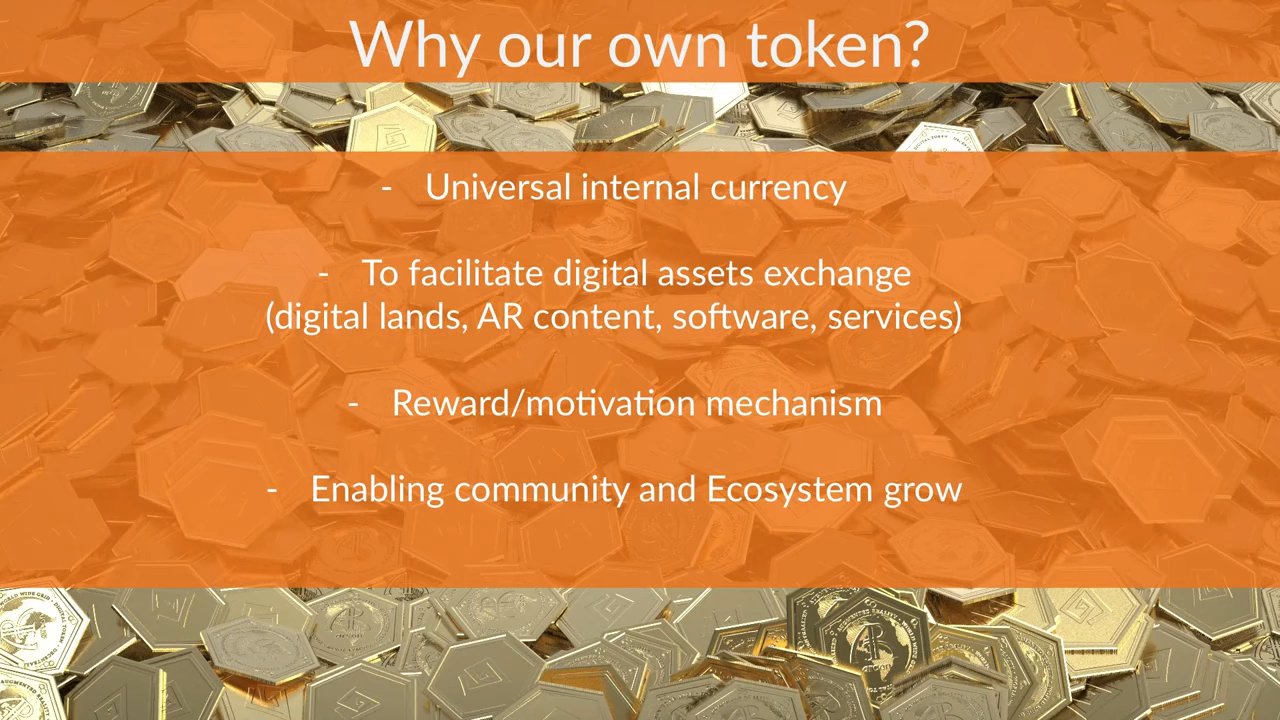 Why our own token?
- Universal internal currency
- To facilitate digital assets exchange
(digital lands, AR content, software, services)
- Reward/motivation mechanism
- Enabling community and Ecosystem grow